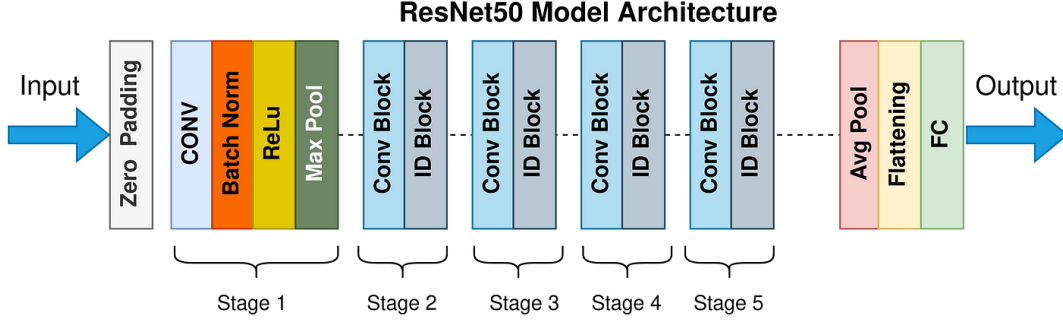 ResNet50 Model Architecture
Input
Zero Padding
CONV
Batch Norm
ReLu
Max Pool
Conv Block
ID Block
Conv Block
ID Block
Conv Block
ID Block
Conv Block
ID Block
Avg Pool
Flattening
FC
Output
Stage 1
Stage 2
Stage 3
Stage 4
Stage 5